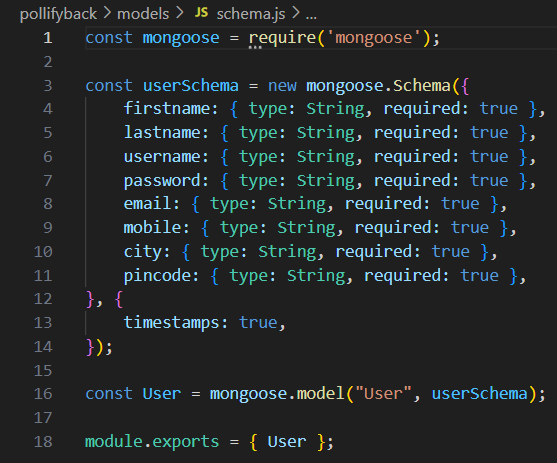 pollifyback > models > JS schema.js > ...
1 const mongoose = require('mongoose');
2
3 const userSchema = new mongoose.Schema({
4     firstname: { type: String, required: true },
5     lastname: { type: String, required: true },
6     username: { type: String, required: true },
7     password: { type: String, required: true },
8     email: { type: String, required: true },
9     mobile: { type: String, required: true },
10     city: { type: String, required: true },
11     pincode: { type: String, required: true },
12 }, {
13     timestamps: true,
14 });
15
16 const User = mongoose.model("User", userSchema);
17
18 module.exports = { User };